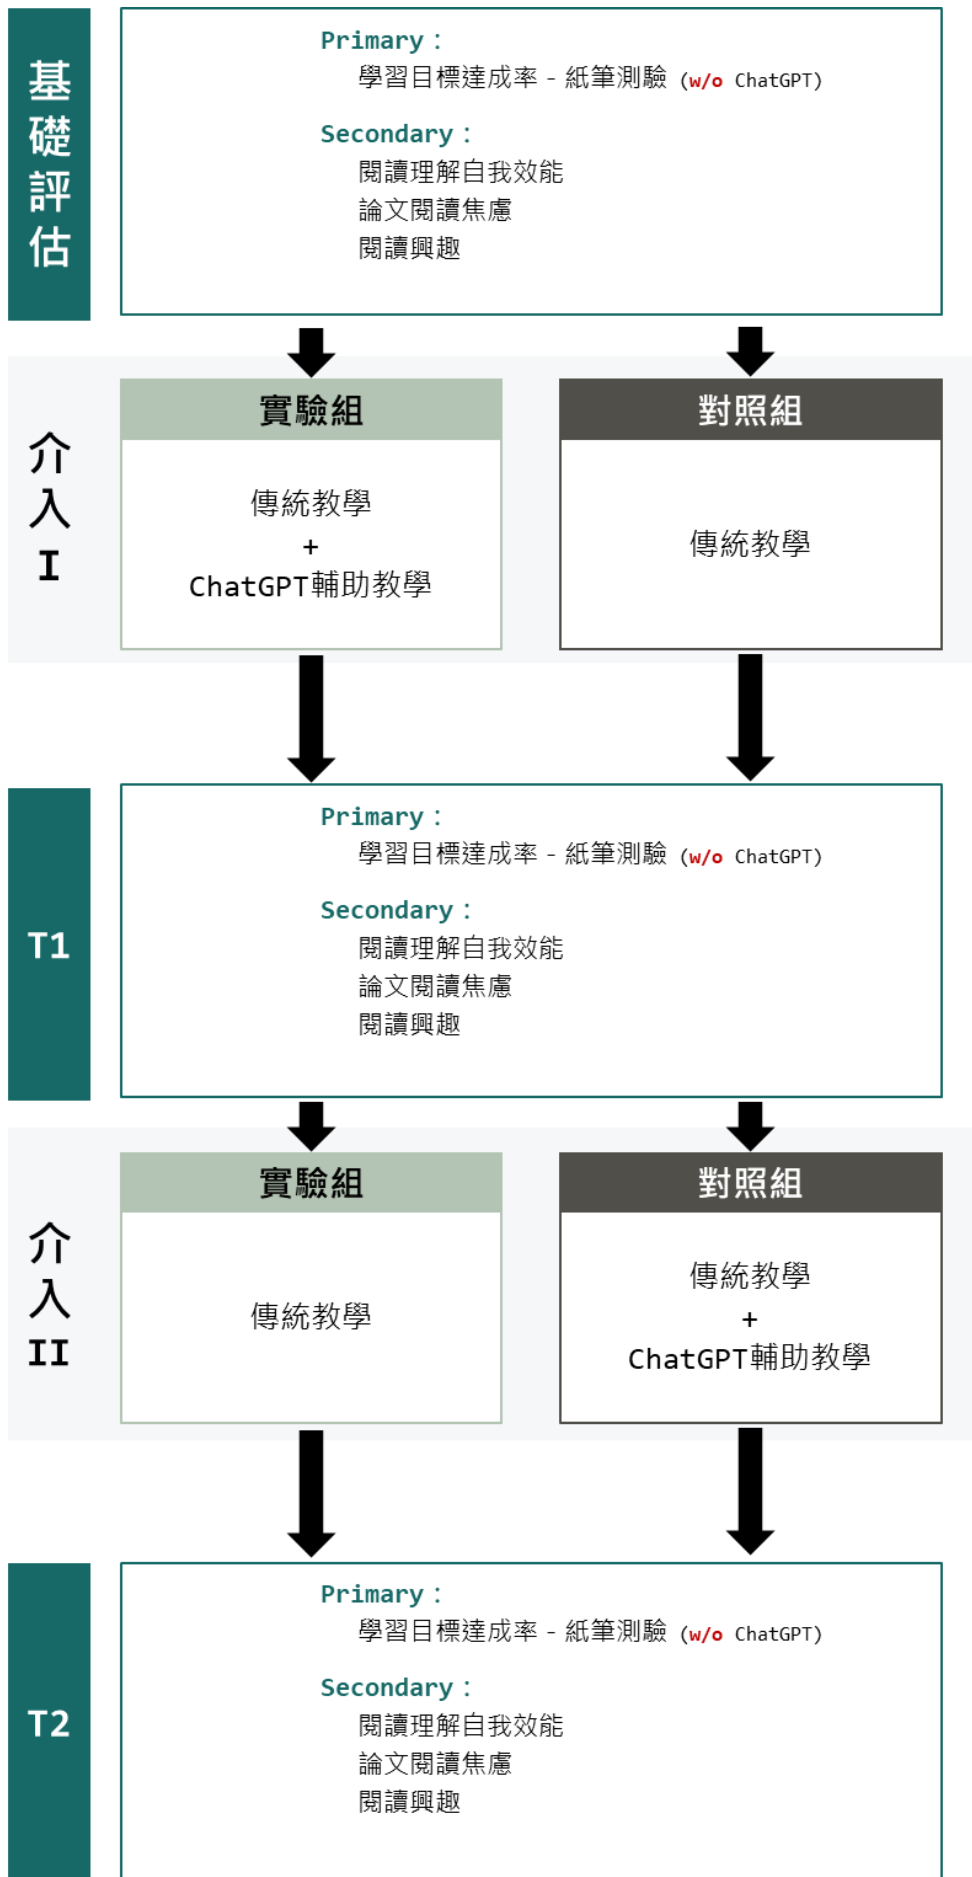 基礎評估
Primary：
學習目標達成率 - 紙筆測驗 (w/o ChatGPT)
Secondary：
閱讀理解自我效能
論文閱讀焦慮
閱讀興趣
介入I
實驗組
傳統教學
+
ChatGPT輔助教學
對照組
傳統教學
T1
Primary：
學習目標達成率 - 紙筆測驗 (w/o ChatGPT)
Secondary：
閱讀理解自我效能
論文閱讀焦慮
閱讀興趣
介入II
實驗組
傳統教學
對照組
傳統教學
+
ChatGPT輔助教學
T2
Primary：
學習目標達成率 - 紙筆測驗 (w/o ChatGPT)
Secondary：
閱讀理解自我效能
論文閱讀焦慮
閱讀興趣